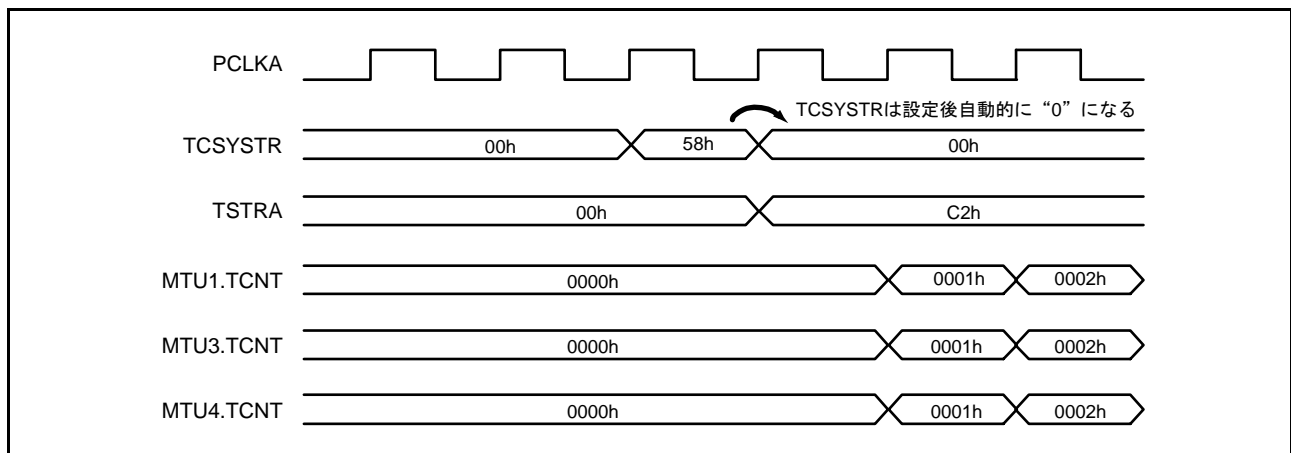 PCLKA
TCSYSTRは設定後自動的に“0”になる
TCSYSTR 00h 58h 00h
TSTRA 00h C2h
MTU1.TCNT 0000h 0001h 0002h
MTU3.TCNT 0000h 0001h 0002h
MTU4.TCNT 0000h 0001h 0002h